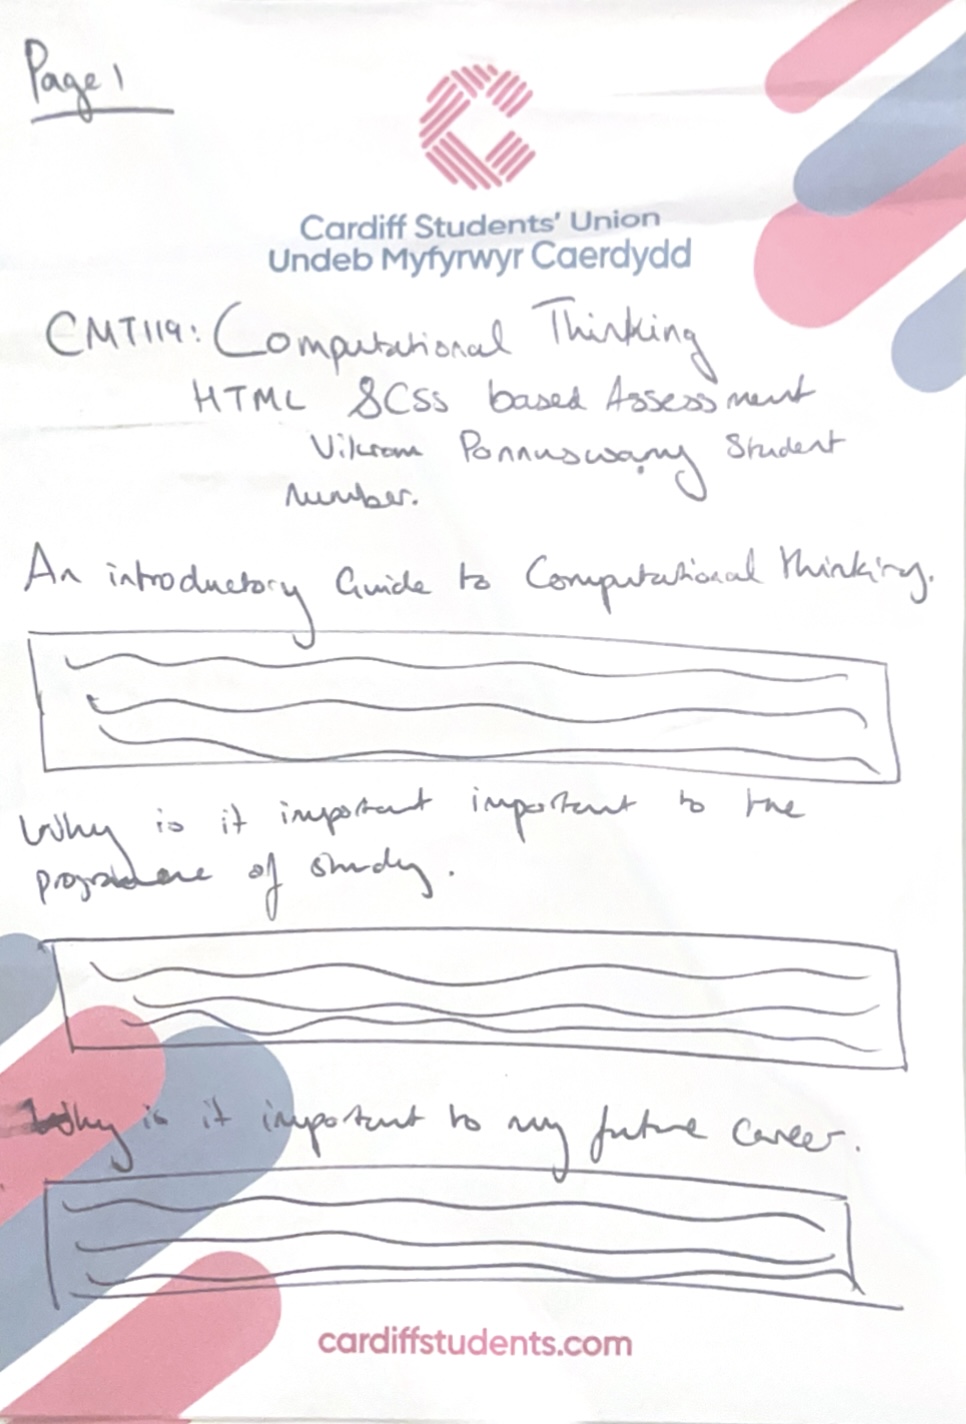 Page 1
Cardiff Students' Union
Undeb Myfyrwyr Caerdydd
CMT119: Computational Thinking
HTML &CSS based Assessment
Vikram Ponnuswamy Student
number.
An introductory Guide to Computational thinking.
Why is it important important to the
programme of study.
Why is it important to my future career.
cardiffstudents.com